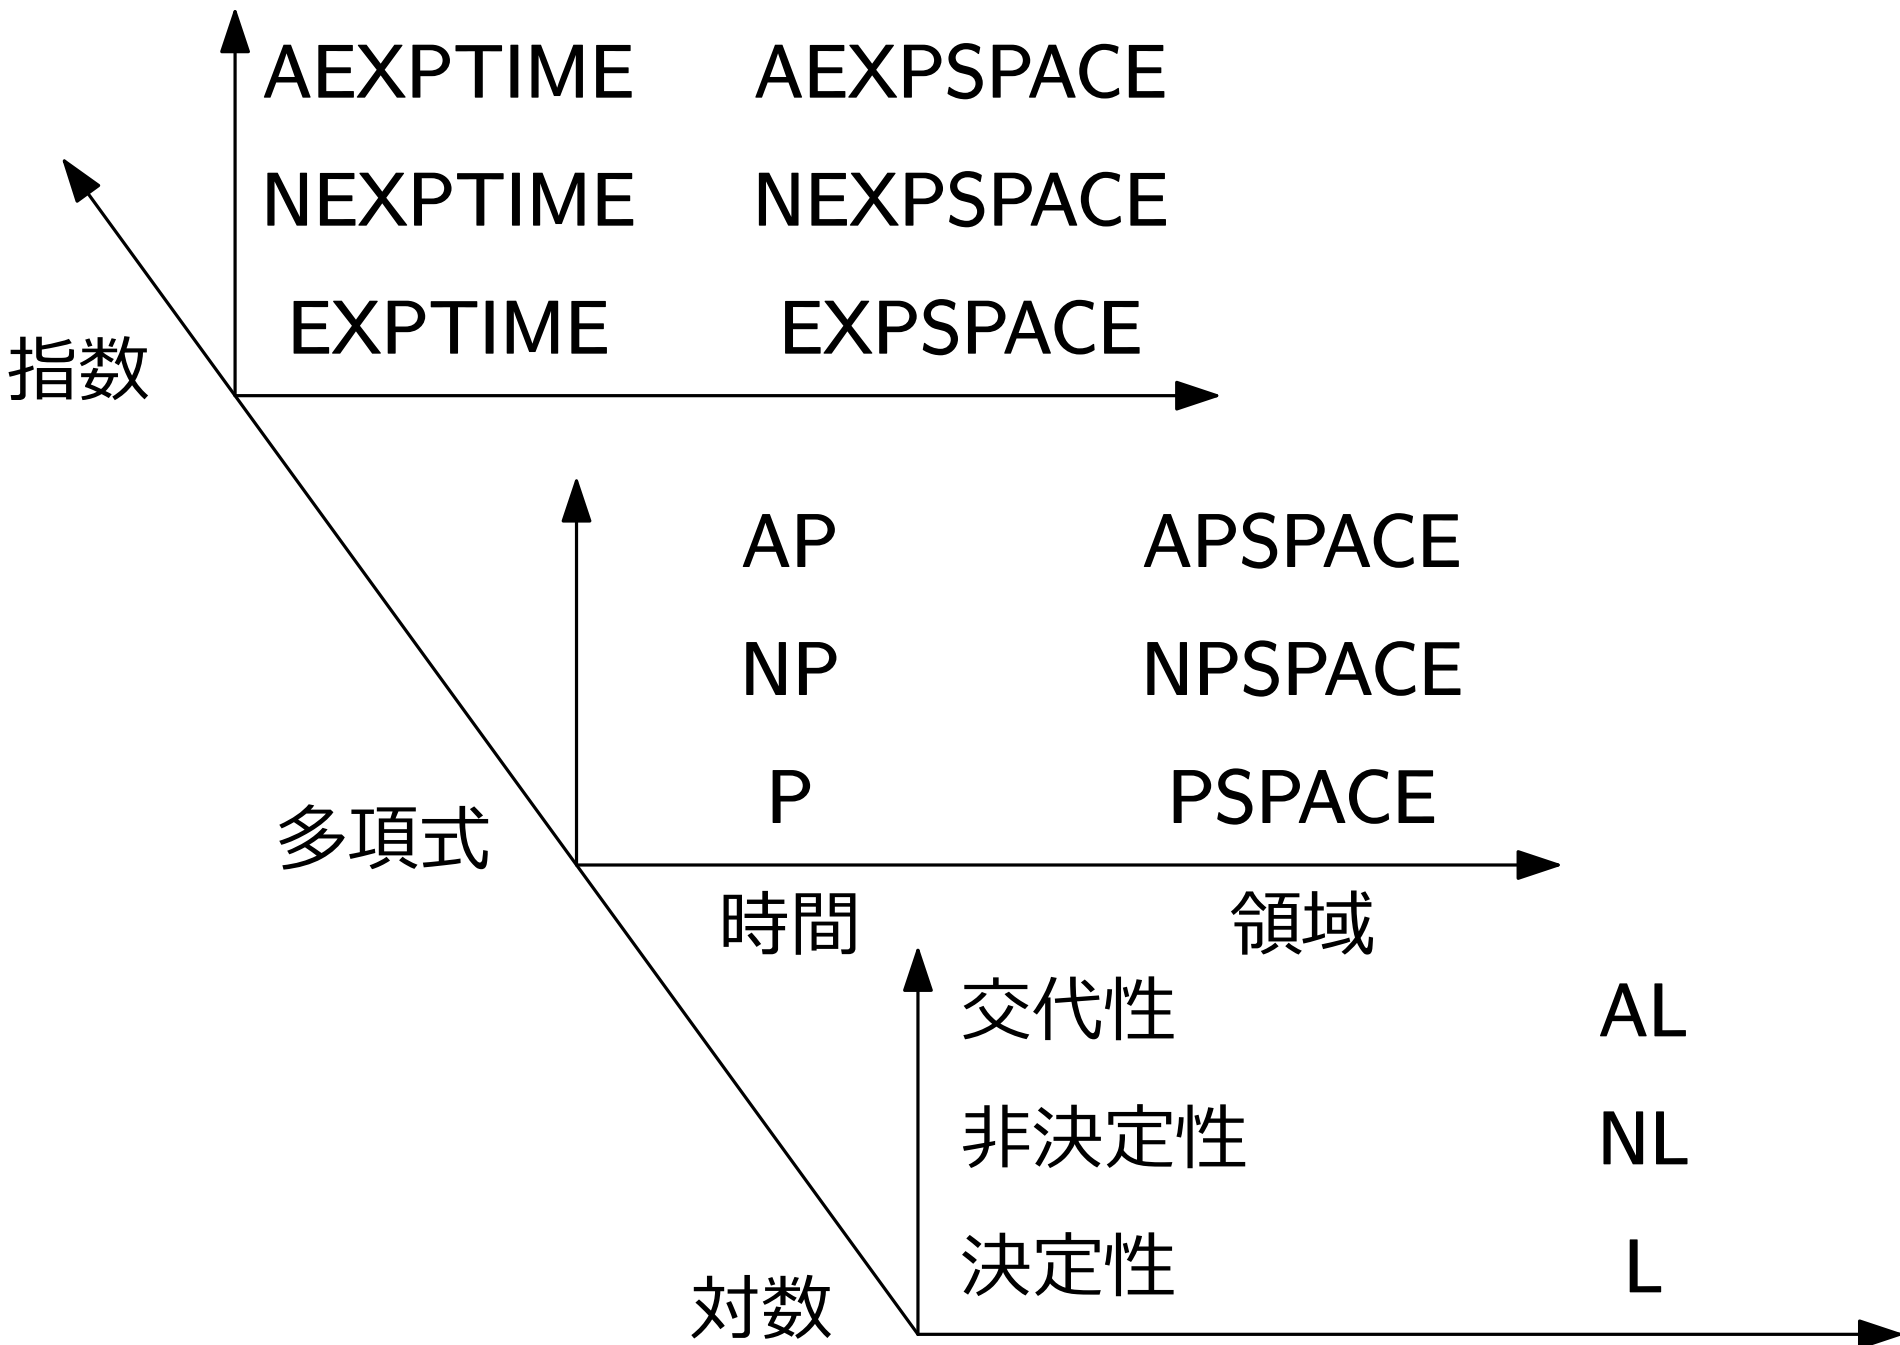 AEXPTIME AEXPSPACE
NEXPTIME NEXPSPACE
EXPTIME EXPSPACE
指数
AP APSPACE
NP NPSPACE
P PSPACE
多項式
時間 領域
交代性 AL
非決定性 NL
決定性 L
対数